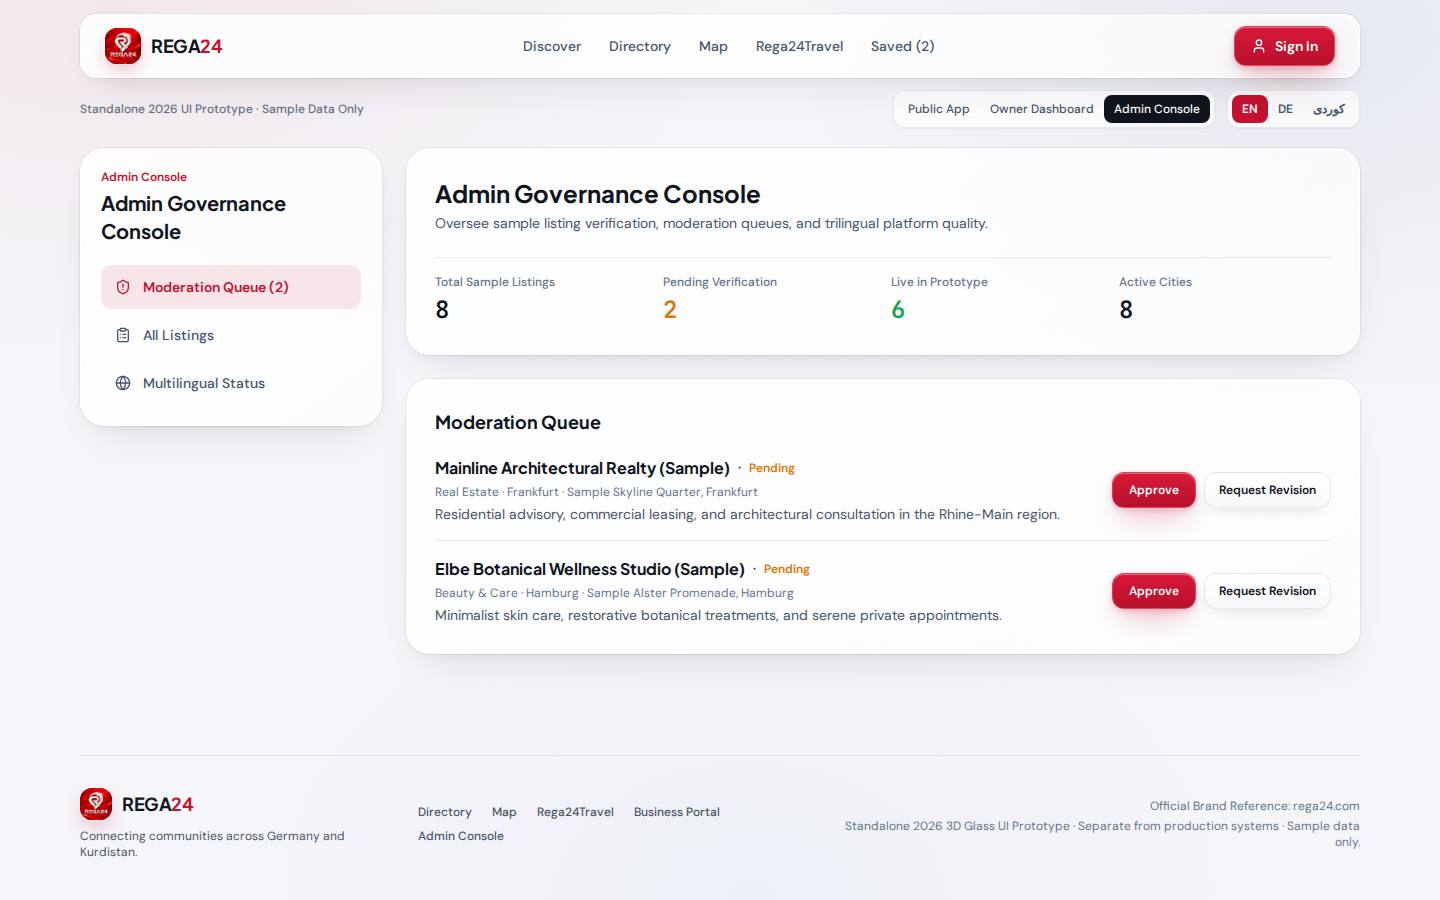 REGA24
Discover
Directory
Map
Rega24Travel
Saved (2)
Sign In
Standalone 2026 UI Prototype · Sample Data Only
Public App
Owner Dashboard
Admin Console
EN
DE
کوردی
Admin Console
Admin Governance
Console
Moderation Queue (2)
All Listings
Multilingual Status
Admin Governance Console
Oversee sample listing verification, moderation queues, and trilingual platform quality.
Total Sample Listings
8
Pending Verification
2
Live in Prototype
6
Active Cities
8
Moderation Queue
Mainline Architectural Realty (Sample) · Pending
Real Estate · Frankfurt · Sample Skyline Quarter, Frankfurt
Residential advisory, commercial leasing, and architectural consultation in the Rhine-Main region.
Approve
Request Revision
Elbe Botanical Wellness Studio (Sample) · Pending
Beauty & Care · Hamburg · Sample Alster Promenade, Hamburg
Minimalist skin care, restorative botanical treatments, and serene private appointments.
Approve
Request Revision
REGA24
Connecting communities across Germany and
Kurdistan.
Directory
Map
Rega24Travel
Business Portal
Admin Console
Official Brand Reference: rega24.com
Standalone 2026 3D Glass UI Prototype · Separate from production systems · Sample data
only.